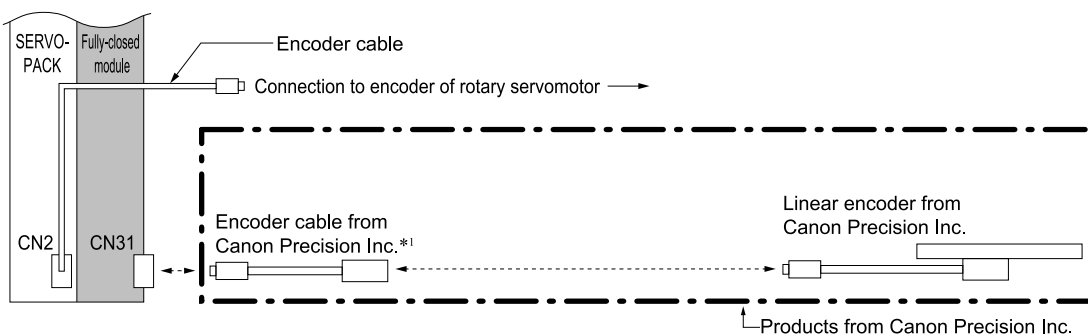 SERVO-
PACK
Fully-closed
module
Encoder cable
Connection to encoder of rotary servomotor
CN2
CN31
Encoder cable from
Canon Precision Inc.*1
Linear encoder from
Canon Precision Inc.
Products from Canon Precision Inc.